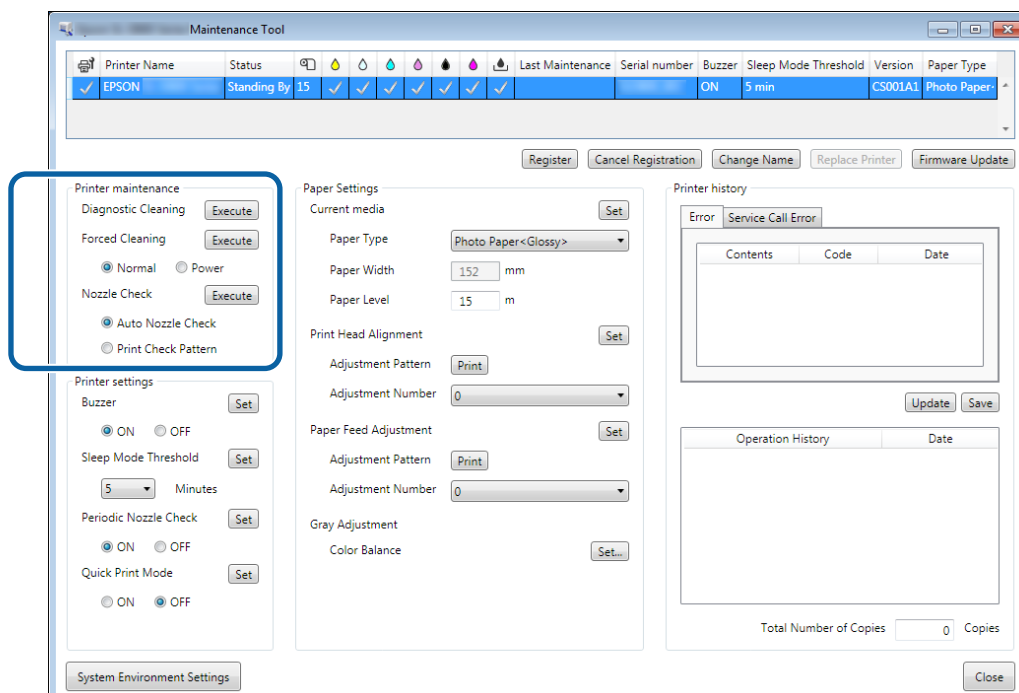 Maintenance Tool
Printer Name Status Last Maintenance Serial number Buzzer Sleep Mode Threshold Version Paper Type
EPSON Standing By 15 ON 5 min CS001A1 Photo Paper
Register Cancel Registration Change Name Replace Printer Firmware Update
Printer maintenance
Diagnostic Cleaning Execute
Forced Cleaning Execute
Normal Power
Nozzle Check Execute
Auto Nozzle Check
Print Check Pattern
Printer settings
Buzzer Set
ON OFF
Sleep Mode Threshold Set
5 Minutes
Periodic Nozzle Check Set
ON OFF
Quick Print Mode Set
ON OFF
Paper Settings
Current media Set
Paper Type Photo Paper<Glossy>
Paper Width 152 mm
Paper Level 15 m
Print Head Alignment Set
Adjustment Pattern Print
Adjustment Number 0
Paper Feed Adjustment Set
Adjustment Pattern Print
Adjustment Number 0
Gray Adjustment
Color Balance Set...
Printer history
Error Service Call Error
Contents Code Date
Update Save
Operation History Date
Total Number of Copies 0 Copies
System Environment Settings Close